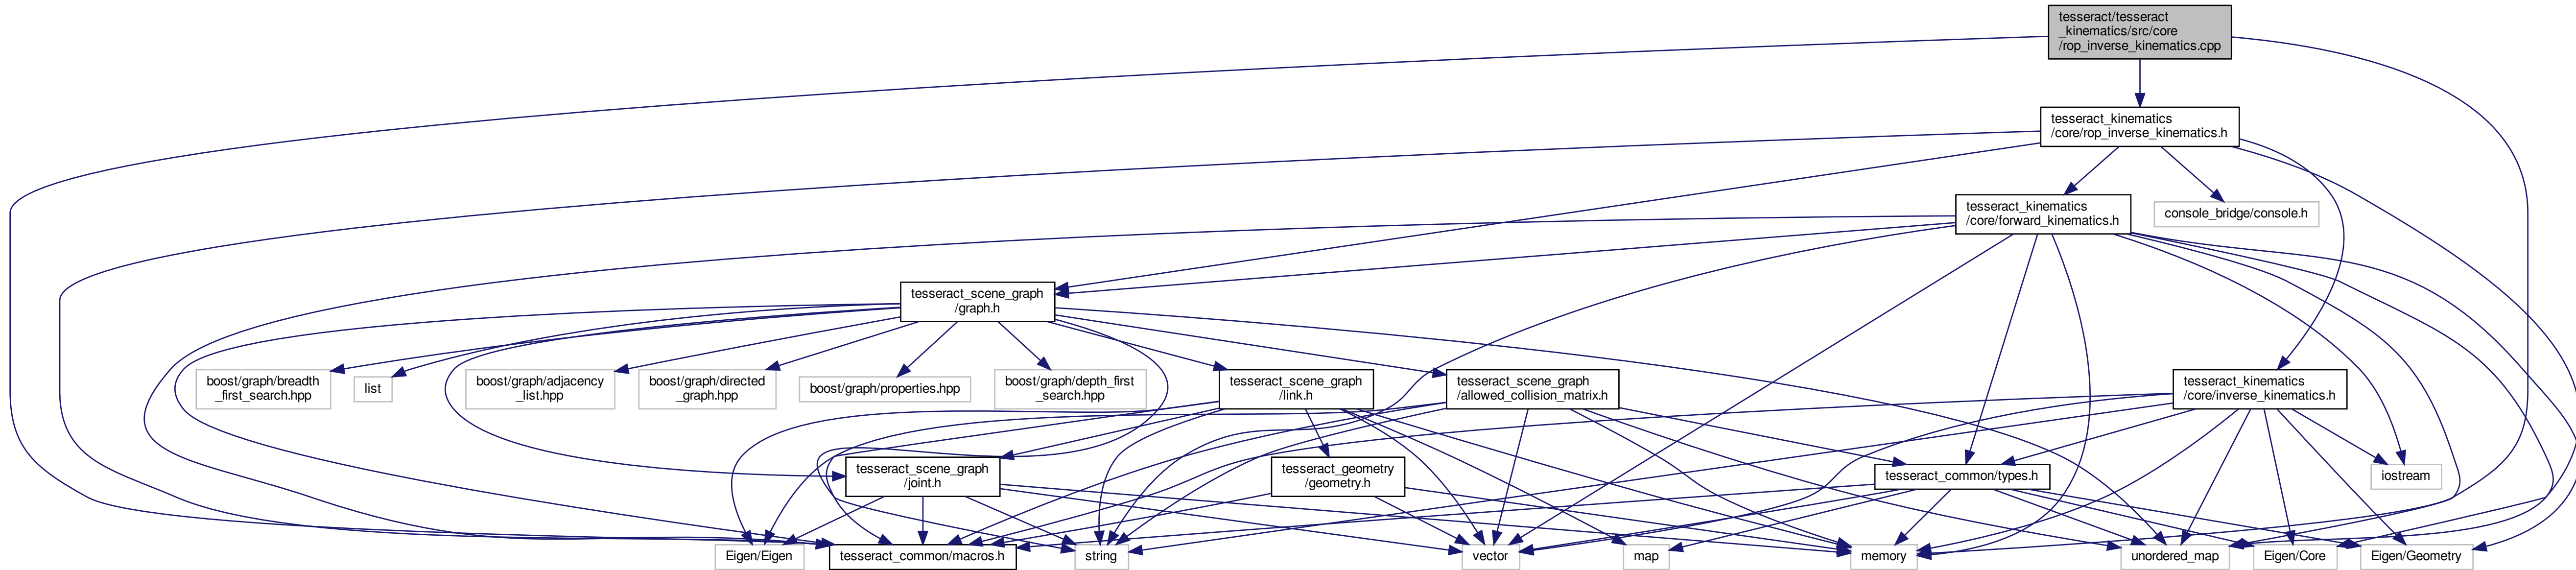 tesseract/tesseract
_kinematics/src/core
/rop_inverse_kinematics.cpp
tesseract_kinematics
/core/rop_inverse_kinematics.h
tesseract_kinematics
/core/forward_kinematics.h
console_bridge/console.h
tesseract_scene_graph
/graph.h
boost/graph/breadth
_first_search.hpp
list
boost/graph/adjacency
_list.hpp
boost/graph/directed
_graph.hpp
boost/graph/properties.hpp
boost/graph/depth_first
_search.hpp
tesseract_scene_graph
/link.h
tesseract_scene_graph
/allowed_collision_matrix.h
tesseract_kinematics
/core/inverse_kinematics.h
tesseract_scene_graph
/joint.h
tesseract_geometry
/geometry.h
tesseract_common/types.h
iostream
Eigen/Eigen
tesseract_common/macros.h
string
vector
map
memory
unordered_map
Eigen/Core
Eigen/Geometry